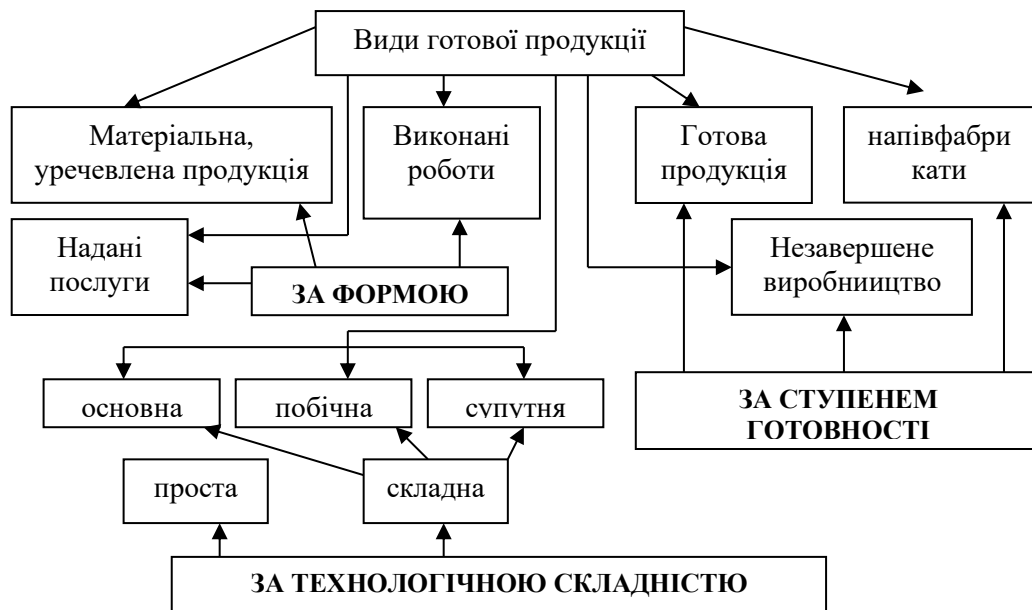 Види готової продукції
Матеріальна,
уречевлена продукція
Виконані
роботи
Готова
продукція
напівфабри
кати
Надані
послуги
ЗА ФОРМОЮ
Незавершене
виробниицтво
основна
побічна
супутня
ЗА СТУПЕНЕМ
ГОТОВНОСТІ
проста
складна
ЗА ТЕХНОЛОГІЧНОЮ СКЛАДНІСТЮ